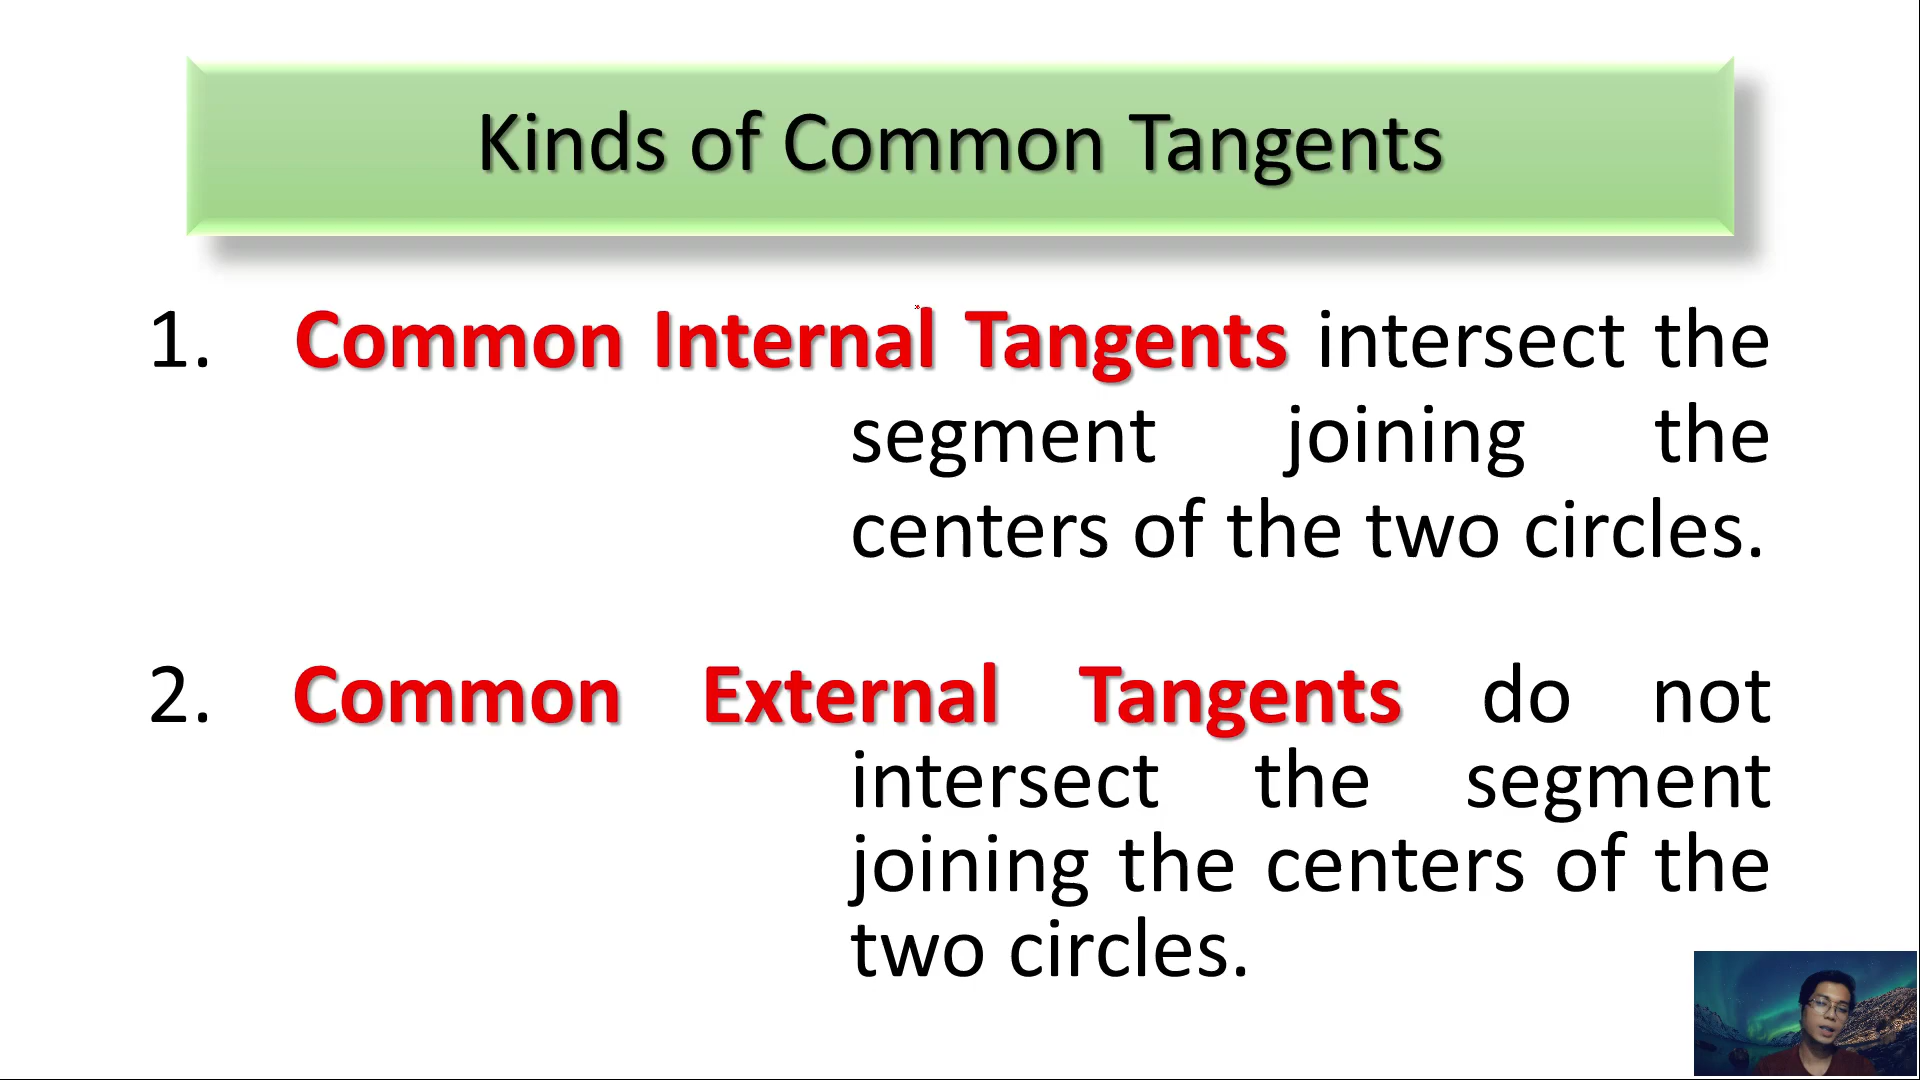 Kinds of Common Tangents
1. Common Internal Tangents intersect the
segment joining the
centers of the two circles.
2. Common External Tangents do not
intersect the segment
joining the centers of the
two circles.